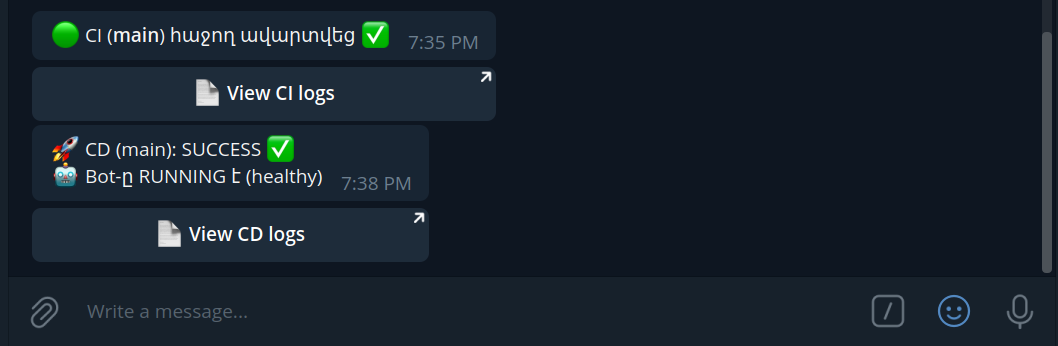 🟢 CI (main) հաջող ավարտվեց ✅ 7:35 PM
📄 View CI logs
🚀 CD (main): SUCCESS ✅
🤖 Bot-ը RUNNING է (healthy) 7:38 PM
📄 View CD logs
Write a message...